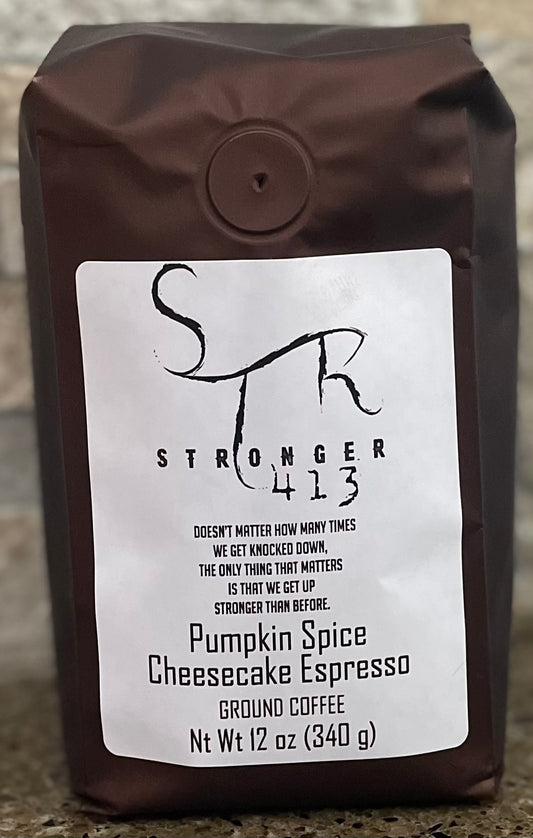 STR
STRONGER
413
DOESN'T MATTER HOW MANY TIMES
WE GET KNOCKED DOWN,
THE ONLY THING THAT MATTERS
IS THAT WE GET UP
STRONGER THAN BEFORE.
Pumpkin Spice
Cheesecake Espresso
GROUND COFFEE
Nt Wt 12 oz (340 g)